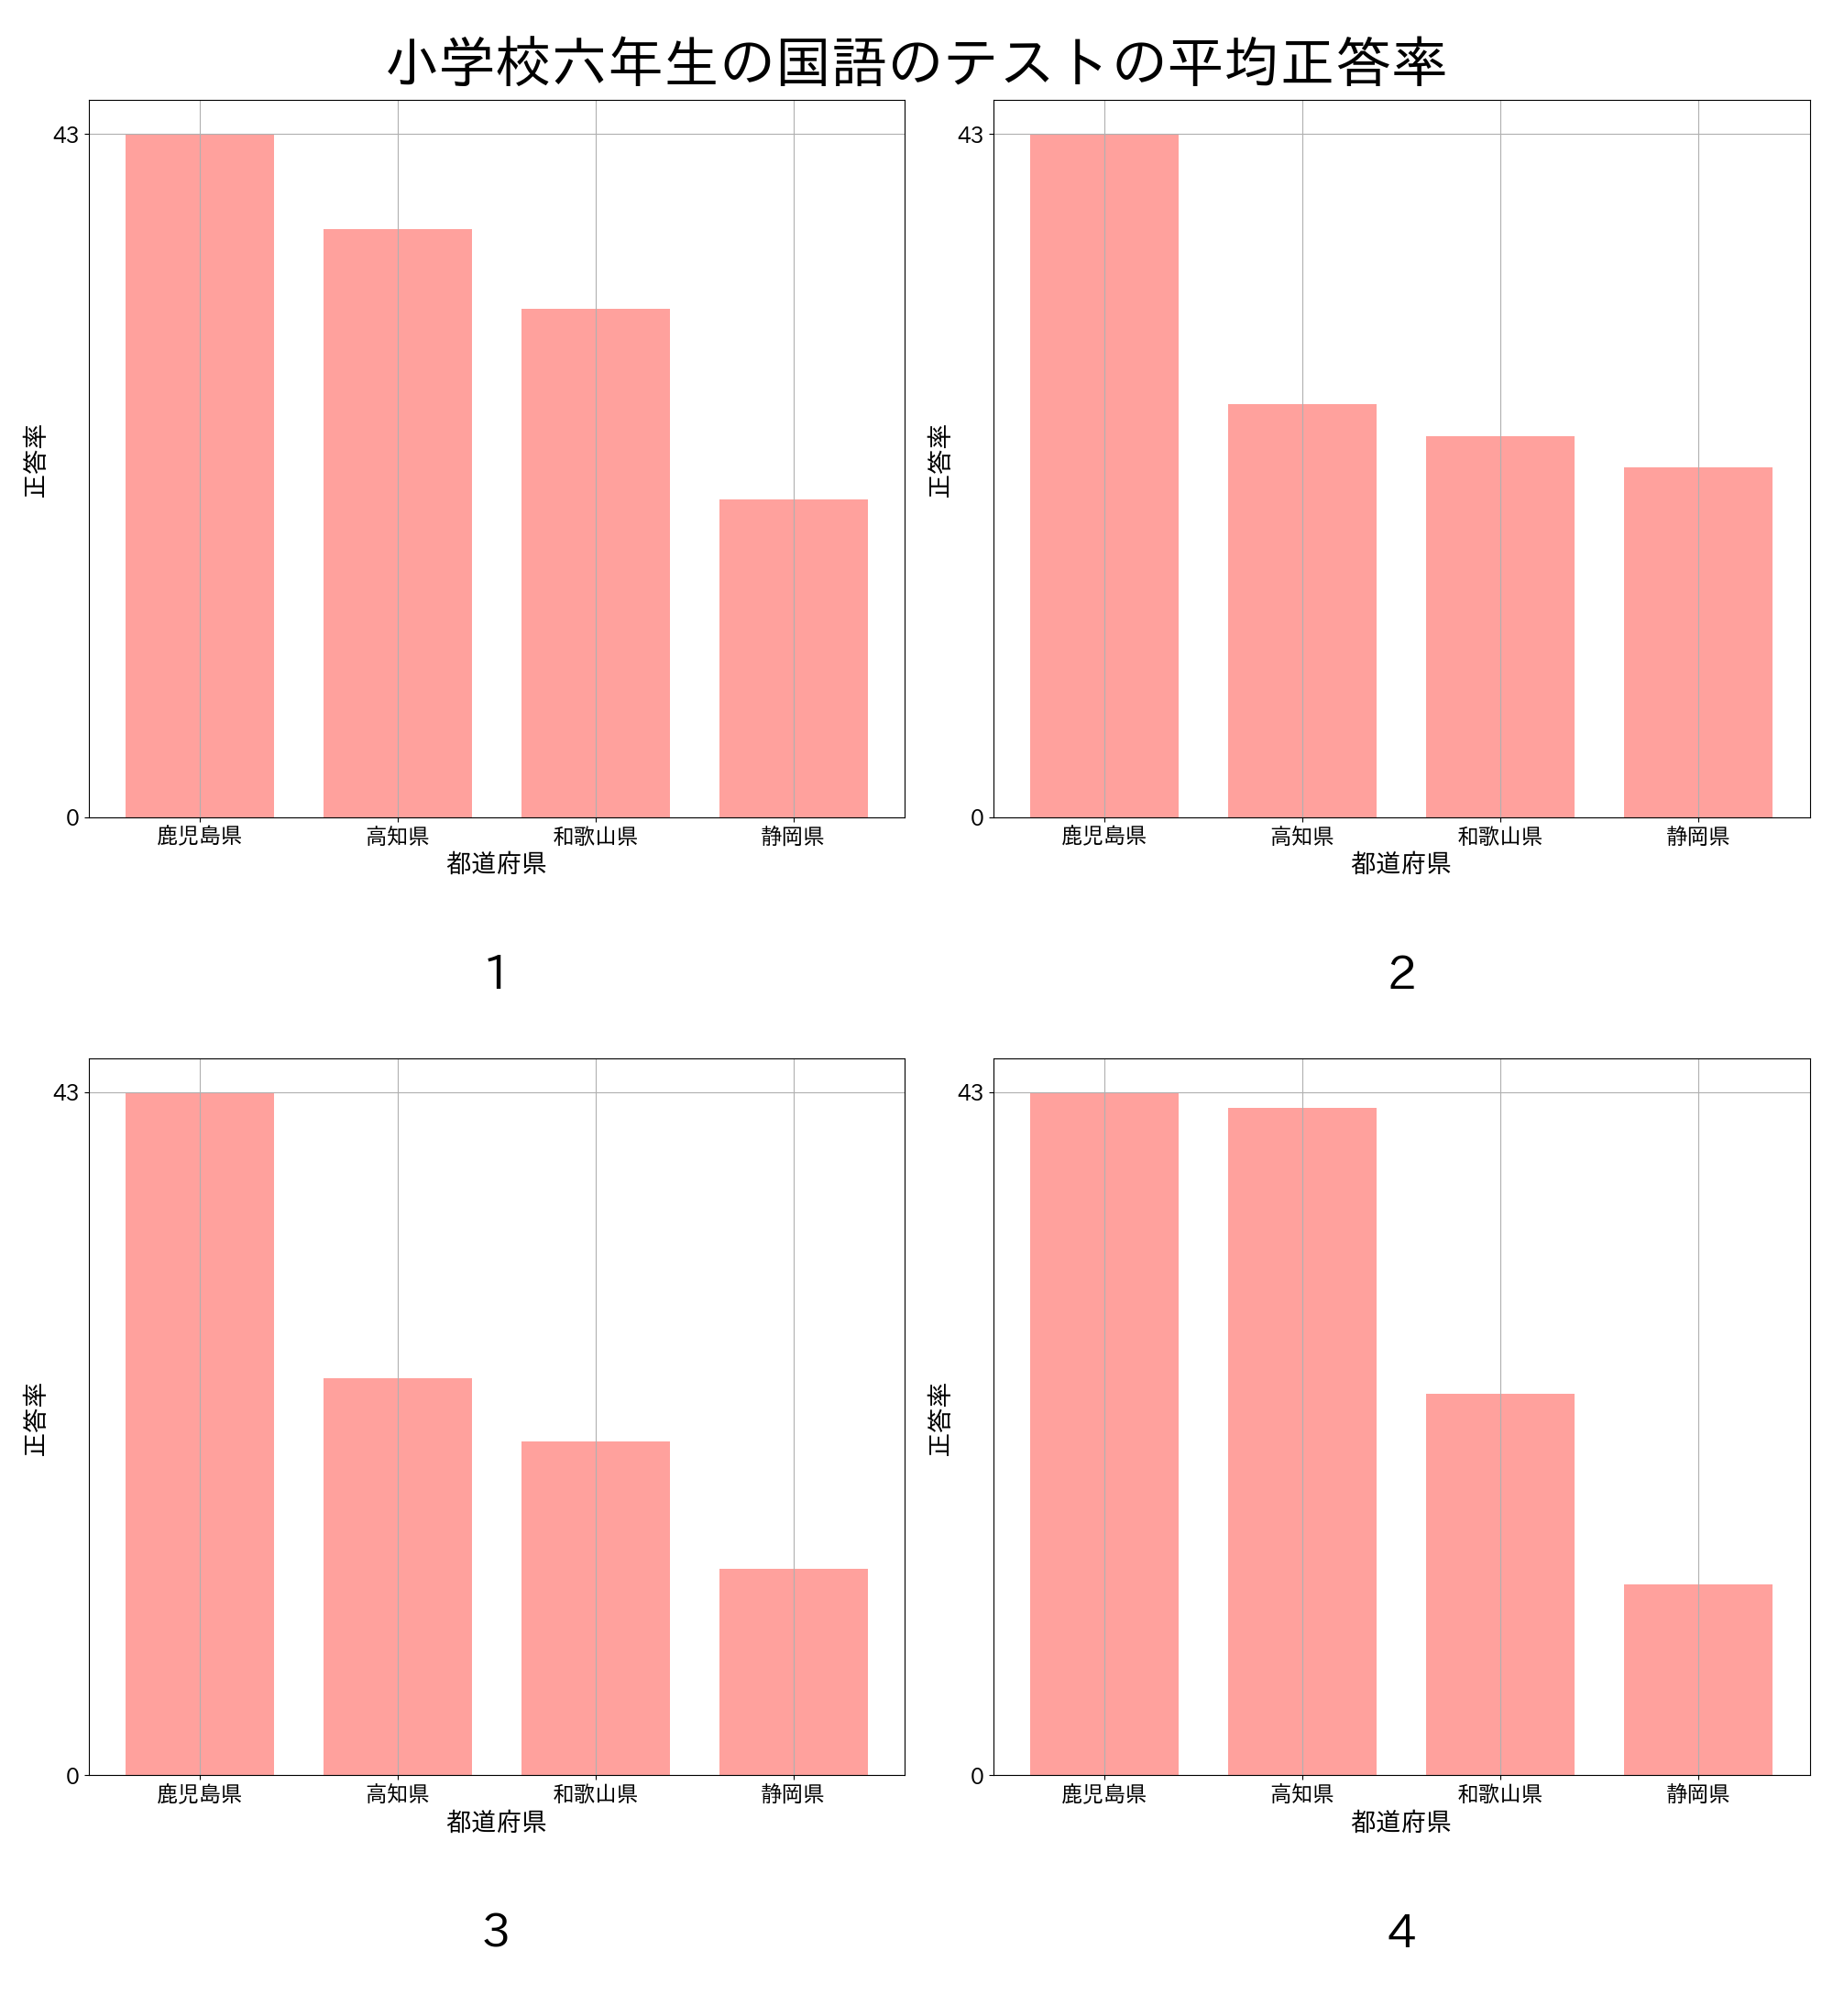 小学校六年生の国語のテストの平均正答率
43
0
正答率
鹿児島県 高知県 和歌山県 静岡県
都道府県
1
43
0
正答率
鹿児島県 高知県 和歌山県 静岡県
都道府県
2
43
0
正答率
鹿児島県 高知県 和歌山県 静岡県
都道府県
3
43
0
正答率
鹿児島県 高知県 和歌山県 静岡県
都道府県
4